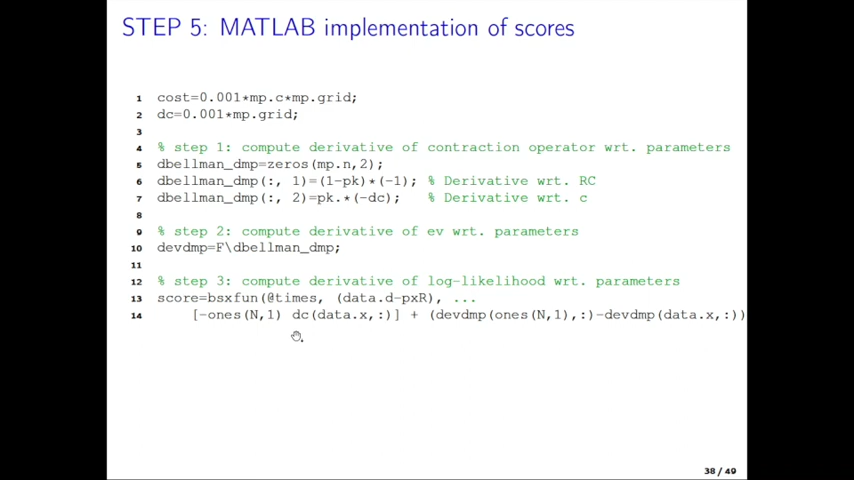 STEP 5: MATLAB implementation of scores
1 cost=0.001*mp.c*mp.grid;
2 dc=0.001*mp.grid;
3
4 % step 1: compute derivative of contraction operator wrt. parameters
5 dbellman_dmp=zeros(mp.n,2);
6 dbellman_dmp(:, 1)=(1-pk)*(-1); % Derivative wrt. RC
7 dbellman_dmp(:, 2)=pk.*(-dc); % Derivative wrt. c
8
9 % step 2: compute derivative of ev wrt. parameters
10 devdmp=F\dbellman_dmp;
11
12 % step 3: compute derivative of log-likelihood wrt. parameters
13 score=bsxfun(@times, (data.d-pxR), ...
14 [-ones(N,1) dc(data.x,:)] + (devdmp(ones(N,1),:)-devdmp(data.x,:))
38 / 49